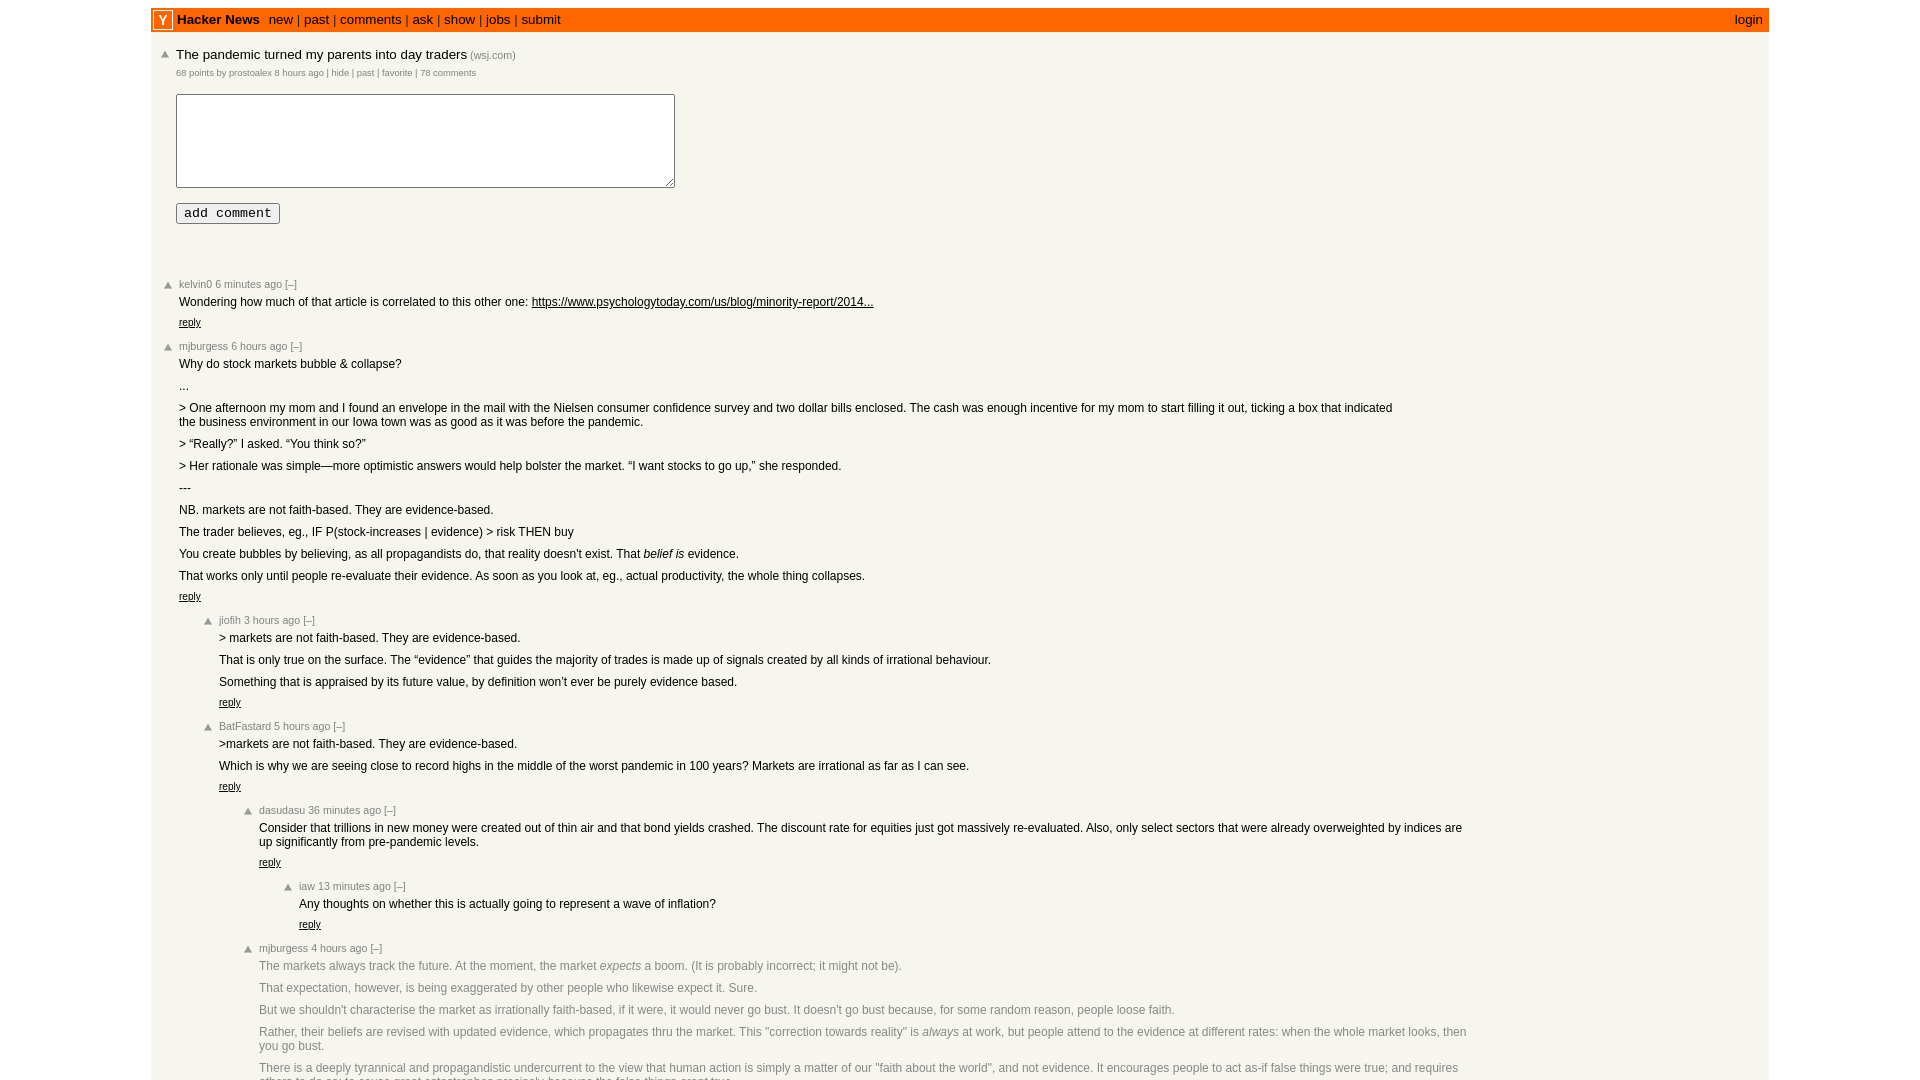 Y Hacker News new | past | comments | ask | show | jobs | submit login
The pandemic turned my parents into day traders (wsj.com)
68 points by prostoalex 8 hours ago | hide | past | favorite | 78 comments
add comment
kelvin0 6 minutes ago [–]
Wondering how much of that article is correlated to this other one: https://www.psychologytoday.com/us/blog/minority-report/2014...
reply
mjburgess 6 hours ago [–]
Why do stock markets bubble & collapse?
...
> One afternoon my mom and I found an envelope in the mail with the Nielsen consumer confidence survey and two dollar bills enclosed. The cash was enough incentive for my mom to start filling it out, ticking a box that indicated
the business environment in our Iowa town was as good as it was before the pandemic.
> “Really?” I asked. “You think so?”
> Her rationale was simple—more optimistic answers would help bolster the market. “I want stocks to go up,” she responded.
---
NB. markets are not faith-based. They are evidence-based.
The trader believes, eg., IF P(stock-increases | evidence) > risk THEN buy
You create bubbles by believing, as all propagandists do, that reality doesn't exist. That belief is evidence.
That works only until people re-evaluate their evidence. As soon as you look at, eg., actual productivity, the whole thing collapses.
reply
jiofih 3 hours ago [–]
> markets are not faith-based. They are evidence-based.
That is only true on the surface. The “evidence” that guides the majority of trades is made up of signals created by all kinds of irrational behaviour.
Something that is appraised by its future value, by definition won’t ever be purely evidence based.
reply
BatFastard 5 hours ago [–]
>markets are not faith-based. They are evidence-based.
Which is why we are seeing close to record highs in the middle of the worst pandemic in 100 years? Markets are irrational as far as I can see.
reply
dasudasu 36 minutes ago [–]
Consider that trillions in new money were created out of thin air and that bond yields crashed. The discount rate for equities just got massively re-evaluated. Also, only select sectors that were already overweighted by indices are
up significantly from pre-pandemic levels.
reply
iaw 13 minutes ago [–]
Any thoughts on whether this is actually going to represent a wave of inflation?
reply
mjburgess 4 hours ago [–]
The markets always track the future. At the moment, the market expects a boom. (It is probably incorrect; it might not be).
That expectation, however, is being exaggerated by other people who likewise expect it. Sure.
But we shouldn't characterise the market as irrationally faith-based, if it were, it would never go bust. It doesn't go bust because, for some random reason, people loose faith.
Rather, their beliefs are revised with updated evidence, which propagates thru the market. This "correction towards reality" is always at work, but people attend to the evidence at different rates: when the whole market looks, then
you go bust.
There is a deeply tyrannical and propagandistic undercurrent to the view that human action is simply a matter of our "faith about the world", and not evidence. It encourages people to act as-if false things were true; and requires